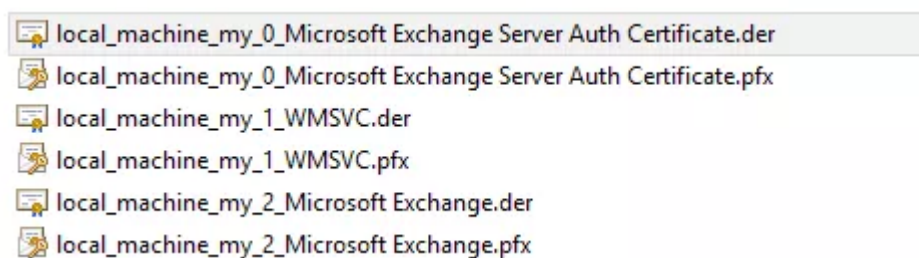 local_machine_my_0_Microsoft Exchange Server Auth Certificate.der
local_machine_my_0_Microsoft Exchange Server Auth Certificate.pfx
local_machine_my_1_WMSVC.der
local_machine_my_1_WMSVC.pfx
local_machine_my_2_Microsoft Exchange.der
local_machine_my_2_Microsoft Exchange.pfx